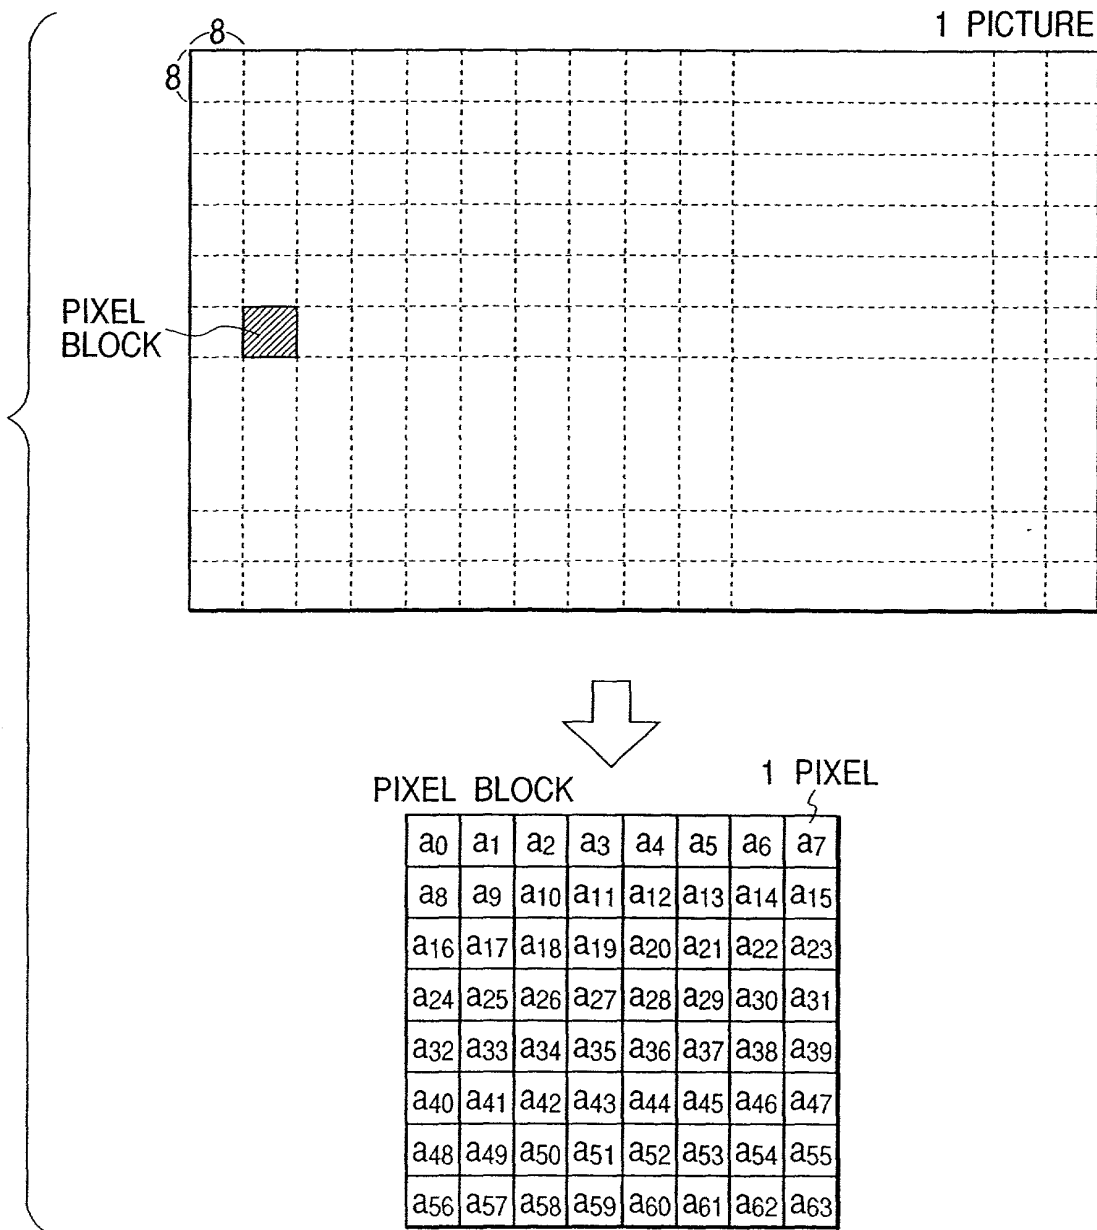 1 PICTURE
8
8
PIXEL
BLOCK
PIXEL BLOCK
1 PIXEL
a0 a1 a2 a3 a4 a5 a6 a7
a8 a9 a10 a11 a12 a13 a14 a15
a16 a17 a18 a19 a20 a21 a22 a23
a24 a25 a26 a27 a28 a29 a30 a31
a32 a33 a34 a35 a36 a37 a38 a39
a40 a41 a42 a43 a44 a45 a46 a47
a48 a49 a50 a51 a52 a53 a54 a55
a56 a57 a58 a59 a60 a61 a62 a63